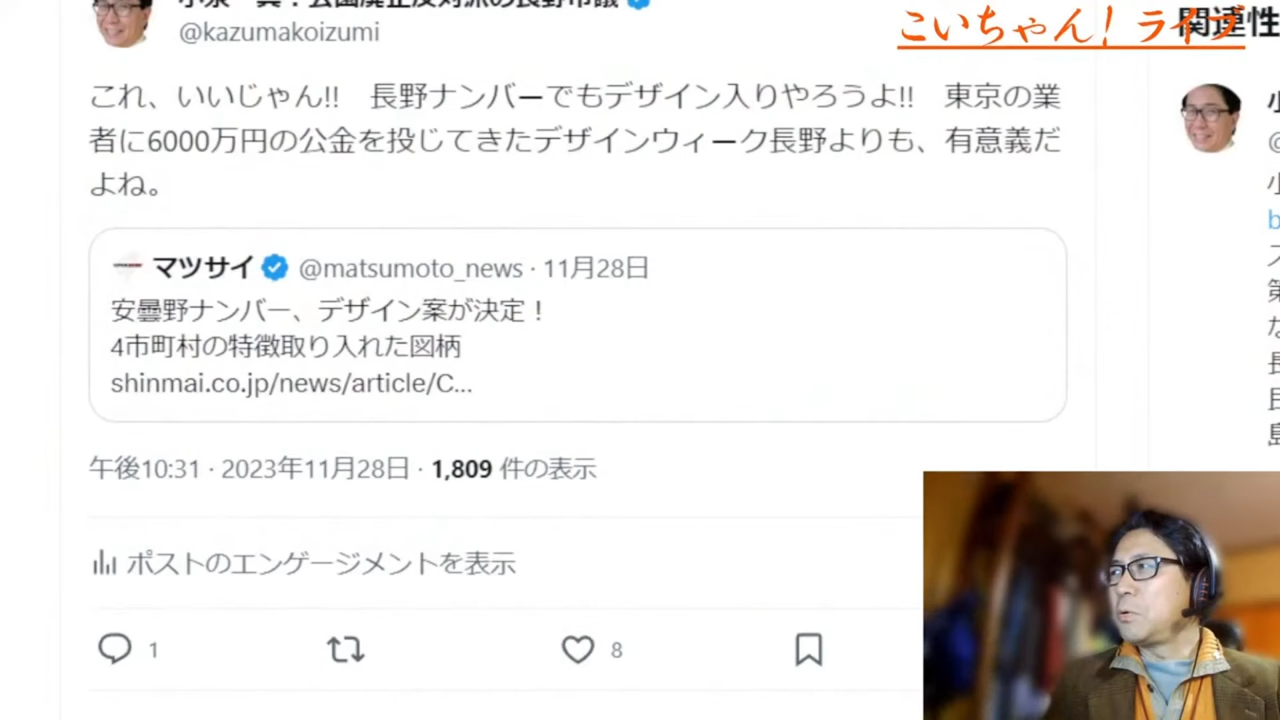 こいちゃん！ライブ
関連性
@kazumakoizumi
これ、いいじゃん!!　長野ナンバーでもデザイン入りやろうよ!!　東京の業
者に6000万円の公金を投じてきたデザインウィーク長野よりも、有意義だ
よね。
マツサイ @matsumoto_news · 11月28日
安曇野ナンバー、デザイン案が決定！
4市町村の特徴取り入れた図柄
shinmai.co.jp/news/article/C...
午後10:31 · 2023年11月28日 · 1,809 件の表示
ポストのエンゲージメントを表示
1
8